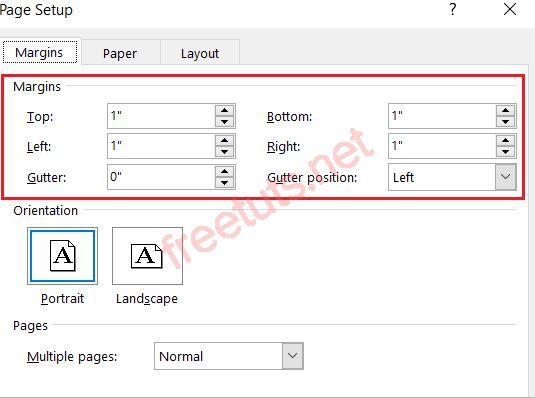 Page Setup ? ×
Margins Paper Layout
Margins
Top: 1" Bottom: 1"
Left: 1" Right: 1"
Gutter: 0" Gutter position: Left
Orientation
A A
Portrait Landscape
Pages
Multiple pages: Normal
freetuts.net